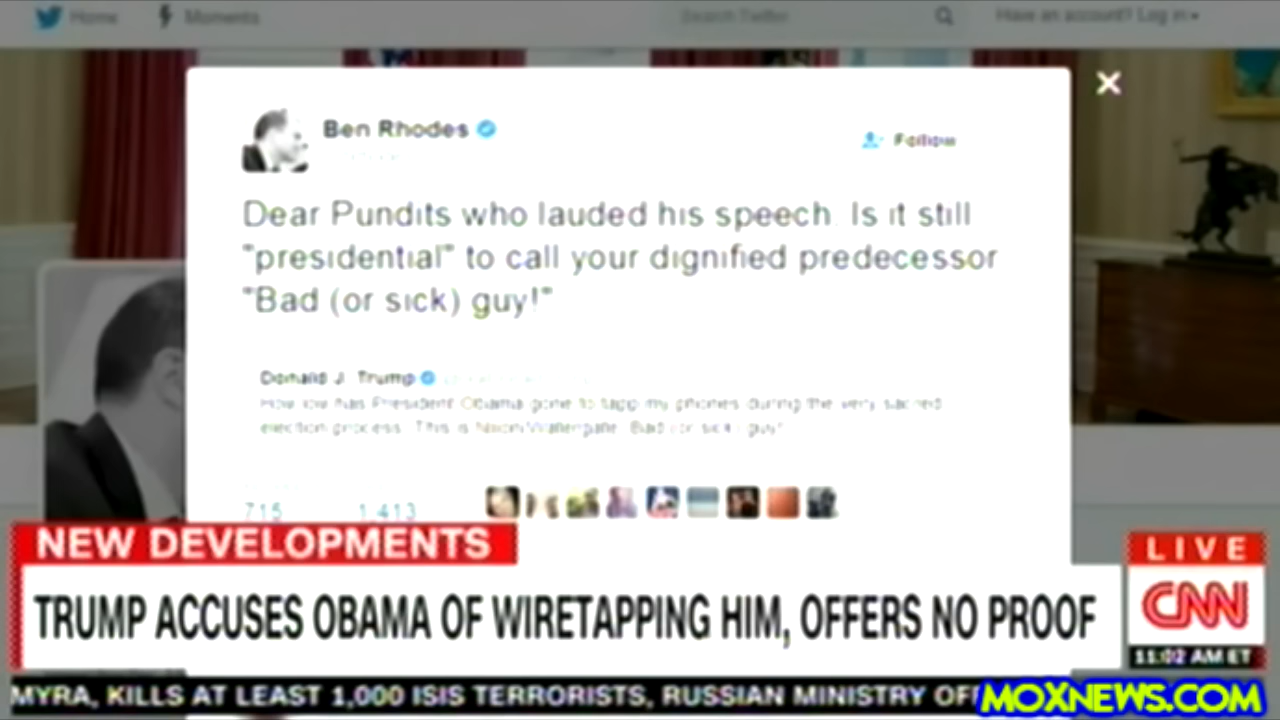 Home
Moments
Search Twitter
Have an account? Log in
Ben Rhodes
Follow
Dear Pundits who lauded his speech. Is it still
"presidential" to call your dignified predecessor
"Bad (or sick) guy!"
Donald J. Trump
How low has President Obama gone to tapp my phones during the very sacred
election process. This is Nixon/Watergate. Bad (or sick) guy!
715
1,413
NEW DEVELOPMENTS
TRUMP ACCUSES OBAMA OF WIRETAPPING HIM, OFFERS NO PROOF
LIVE
CNN
11:02 AM ET
MYRA, KILLS AT LEAST 1,000 ISIS TERRORISTS, RUSSIAN MINISTRY OF
MOXNEWS.COM